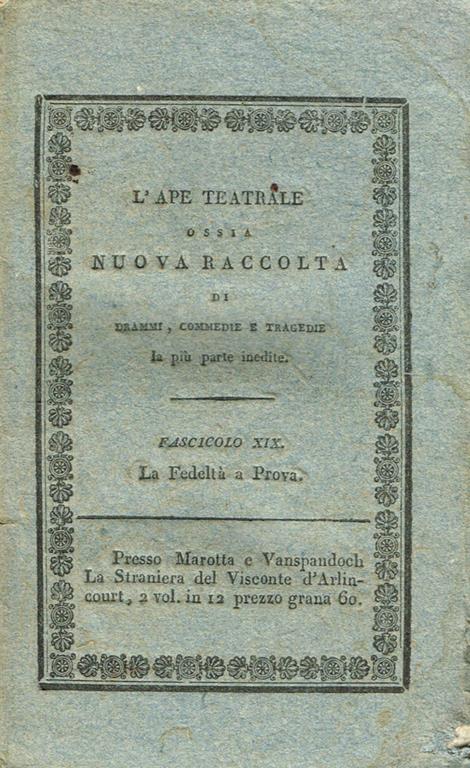 L' APE TEATRALE
OSSIA
NUOVA RACCOLTA
DI
DRAMMI, COMMEDIE E TRAGEDIE
la più parte inedite.
FASCICOLO XIX.
La Fedeltà a Prova.
Presso Marotta e Vanspandoch
La Straniera del Visconte d'Arlin-
court, 2 vol. in 12 prezzo grana 60.